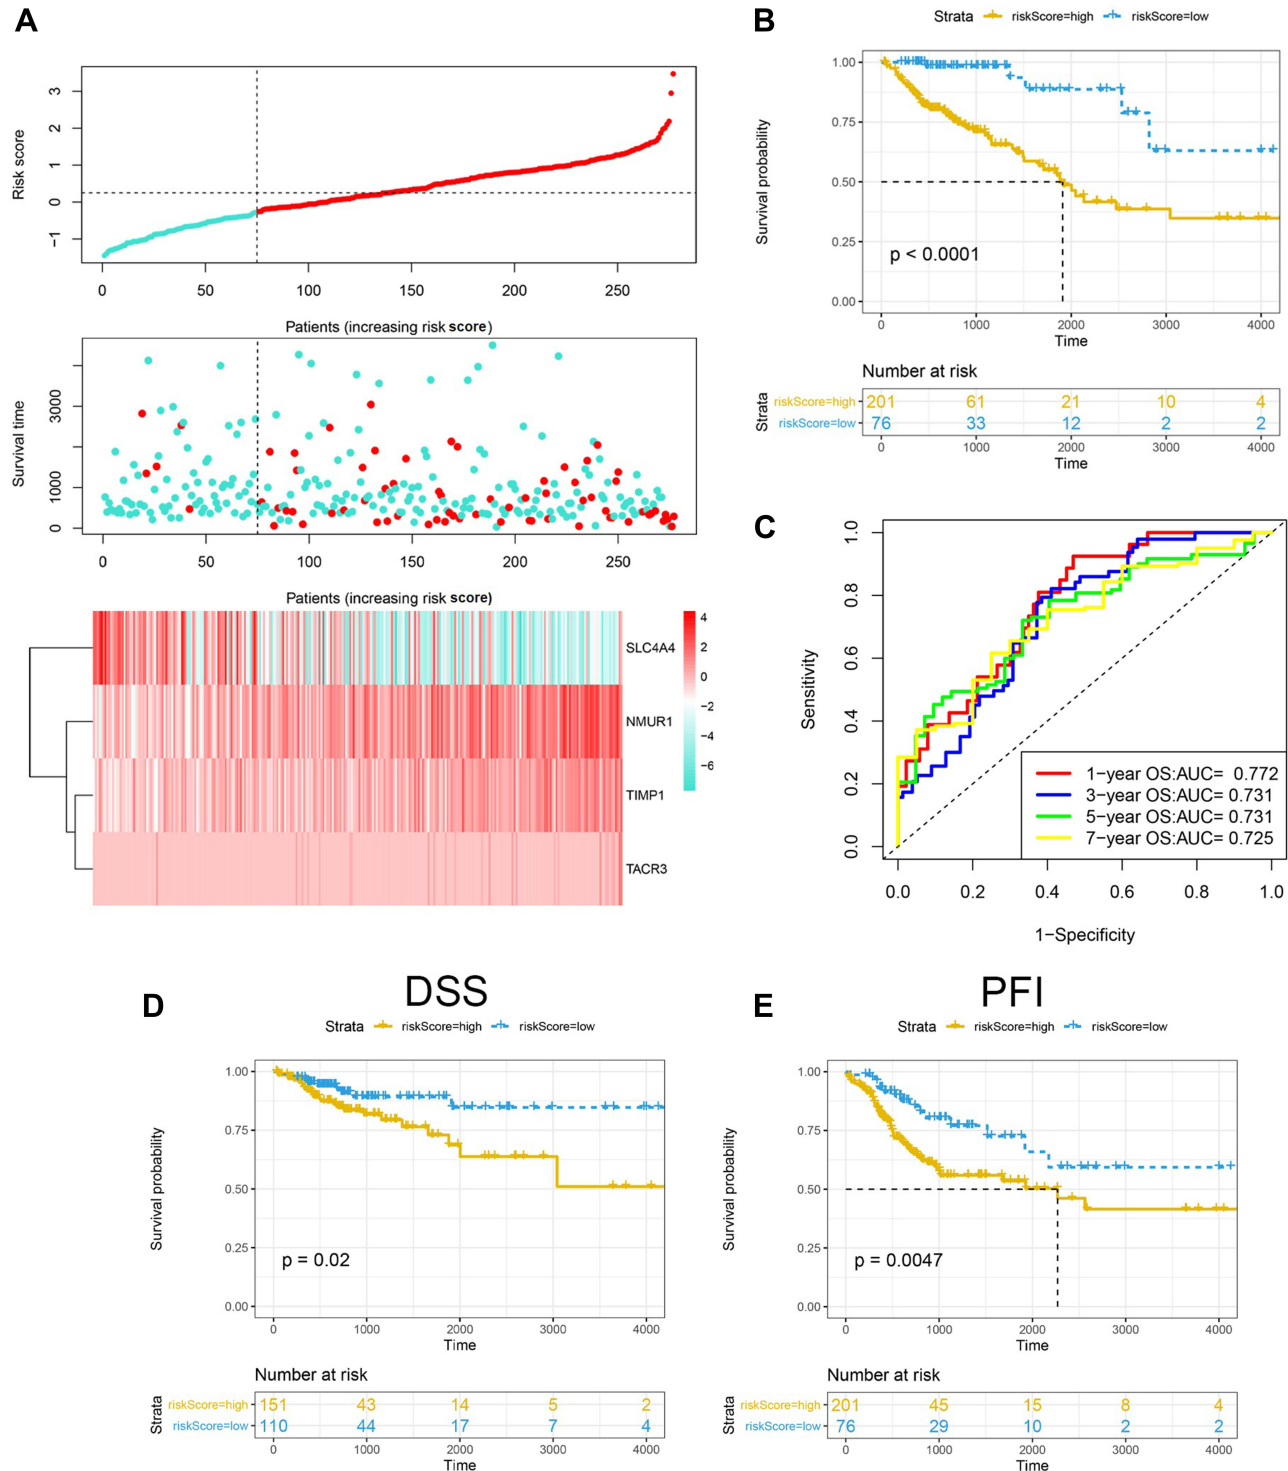 A
Risk score
3
2
1
0
−1
0 50 100 150 200 250
Patients (increasing risk score)
Survival time
3000
1000
0
0 50 100 150 200 250
Patients (increasing risk score)
SLC4A4
NMUR1
TIMP1
TACR3
4
2
0
−2
−4
−6
B
Strata riskScore=high riskScore=low
Survival probability
1.00
0.75
0.50
0.25
0.00
p < 0.0001
0 1000 2000 3000 4000
Time
Number at risk
Strata
riskScore=high 201 61 21 10 4
riskScore=low 76 33 12 2 2
0 1000 2000 3000 4000
Time
C
Sensitivity
1.0
0.8
0.6
0.4
0.2
0.0
1−year OS:AUC= 0.772
3−year OS:AUC= 0.731
5−year OS:AUC= 0.731
7−year OS:AUC= 0.725
0.0 0.2 0.4 0.6 0.8 1.0
1−Specificity
D
DSS
Strata riskScore=high riskScore=low
Survival probability
1.00
0.75
0.50
0.25
0.00
p = 0.02
0 1000 2000 3000 4000
Time
Number at risk
Strata
riskScore=high 151 43 14 5 2
riskScore=low 110 44 17 7 4
0 1000 2000 3000 4000
Time
E
PFI
Strata riskScore=high riskScore=low
Survival probability
1.00
0.75
0.50
0.25
0.00
p = 0.0047
0 1000 2000 3000 4000
Time
Number at risk
Strata
riskScore=high 201 45 15 8 4
riskScore=low 76 29 10 2 2
0 1000 2000 3000 4000
Time